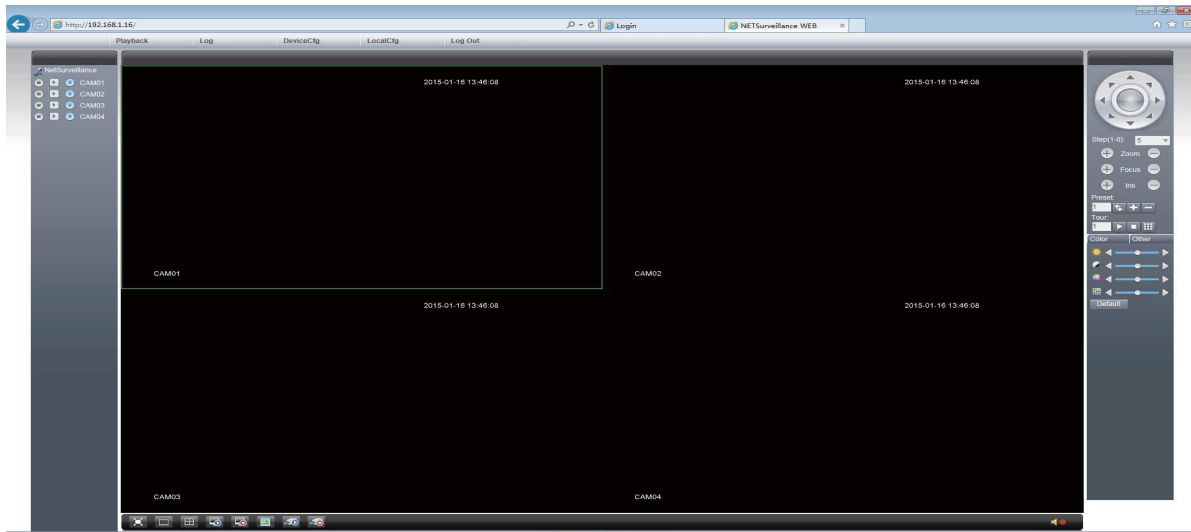 http://192.168.1.16/
Login
NETSurveillance WEB
Playback Log DeviceCfg LocalCfg Log Out
NetSurveillance
CAM01
CAM02
CAM03
CAM04
2015-01-16 13:46:08
2015-01-16 13:46:08
CAM01
CAM02
2015-01-16 13:46:08
2015-01-16 13:46:08
CAM03
CAM04
Step(1-8): 5
Zoom
Focus
Iris
Preset:
1
Tour:
1
Color Other
Default